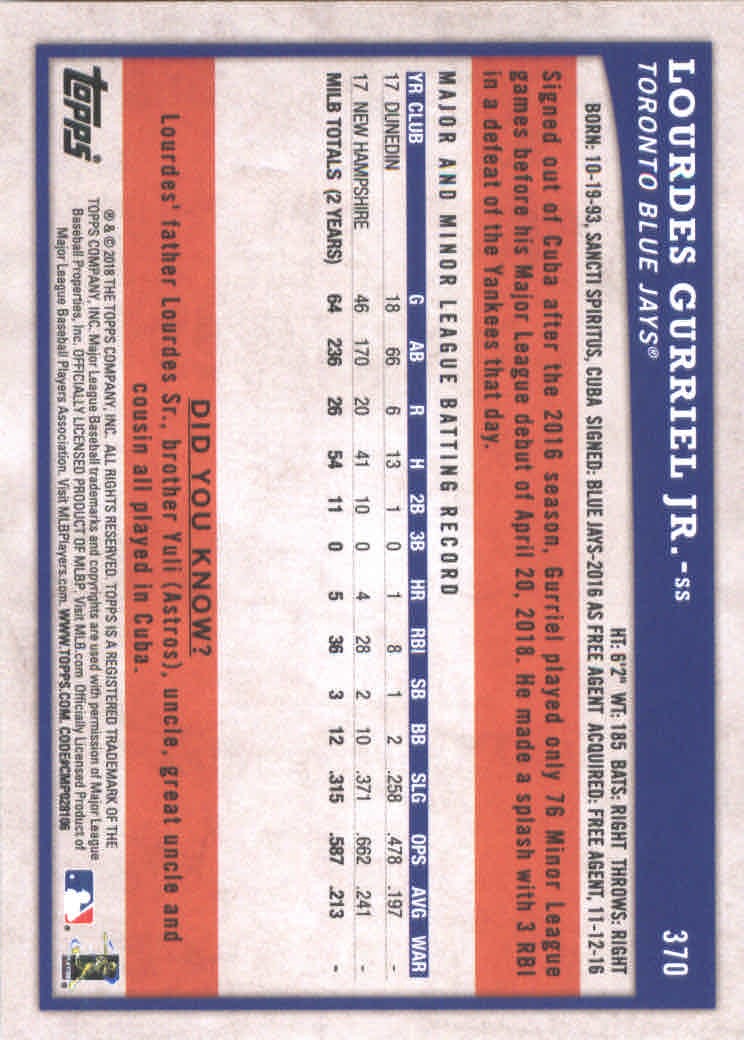 LOURDES GURRIEL JR.-SS 370
TORONTO BLUE JAYS®
HT: 6'2" WT: 185 BATS: RIGHT THROWS: RIGHT
BORN: 10-19-93, SANCTI SPIRITUS, CUBA SIGNED: BLUE JAYS-2016 AS FREE AGENT ACQUIRED: FREE AGENT, 11-12-16
Signed out of Cuba after the 2016 season, Gurriel played only 76 Minor League
games before his Major League debut of April 20, 2018. He made a splash with 3 RBI
in a defeat of the Yankees that day.
MAJOR AND MINOR LEAGUE BATTING RECORD
YR CLUB G AB R H 2B 3B HR RBI SB BB SLG OPS AVG WAR
17 DUNEDIN 18 66 6 13 1 0 1 8 1 2 .258 .478 .197 -
17 NEW HAMPSHIRE 46 170 20 41 10 0 4 28 2 10 .371 .662 .241 -
MILB TOTALS (2 YEARS) 64 236 26 54 11 0 5 36 3 12 .315 .587 .213 -
DID YOU KNOW?
Lourdes' father Lourdes Sr., brother Yuli (Astros), uncle, great uncle and
cousin all played in Cuba.
topps®
® & © 2018 THE TOPPS COMPANY, INC. ALL RIGHTS RESERVED. TOPPS IS A REGISTERED TRADEMARK OF THE
TOPPS COMPANY, INC. Major League Baseball trademarks and copyrights are used with permission of Major League
Baseball Properties, Inc. OFFICIALLY LICENSED PRODUCT OF MLBP. Visit MLB.com Officially Licensed Product of
Major League Baseball Players Association. Visit MLBPlayers.com. WWW.TOPPS.COM. CODE#CMP028106